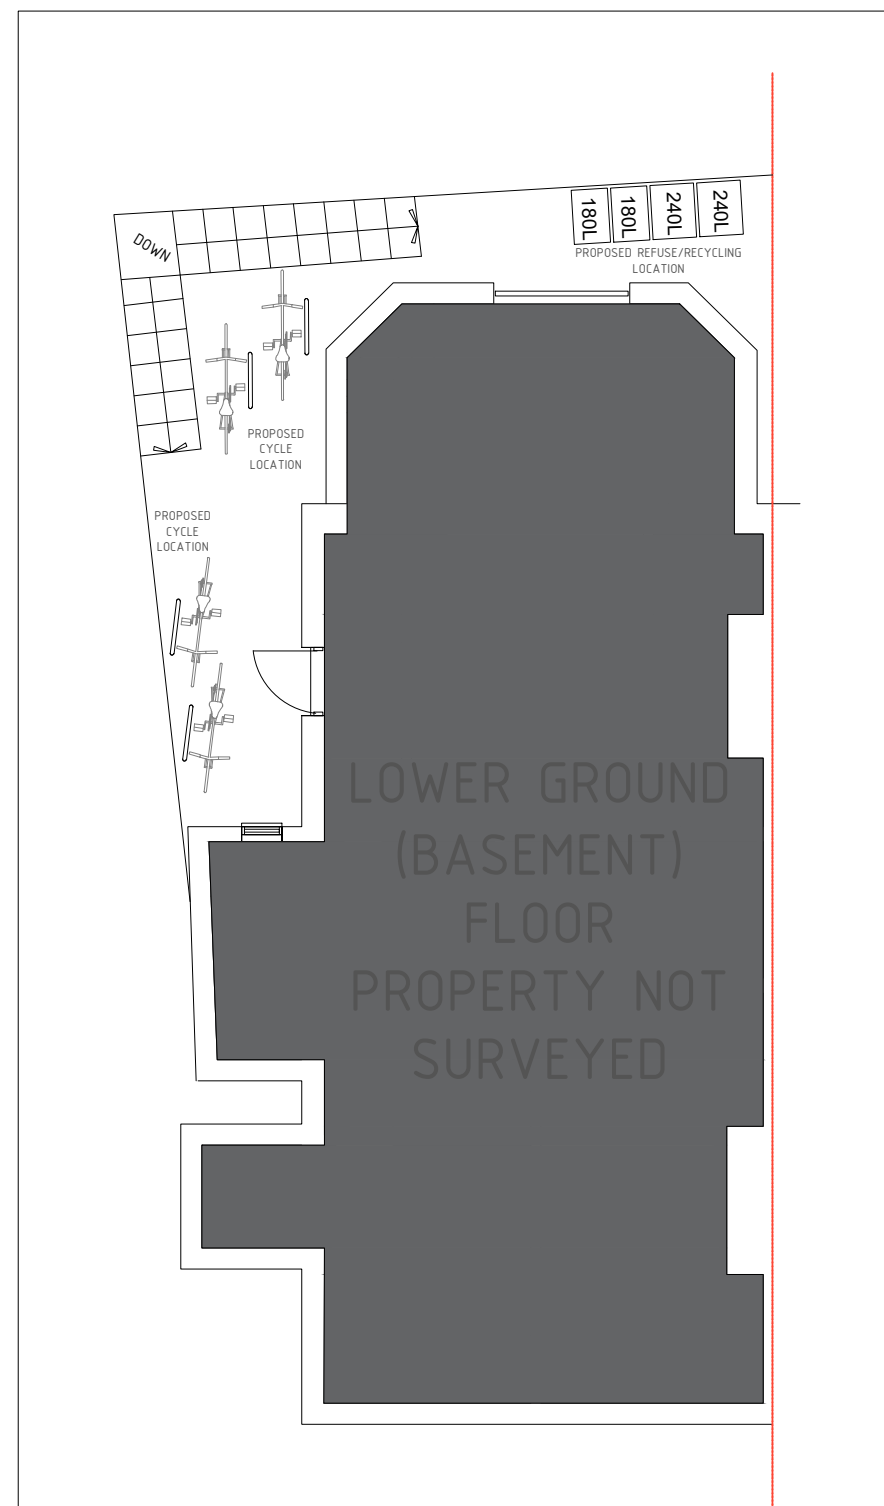 180L
180L
240L
240L
PROPOSED REFUSE/RECYCLING
LOCATION
DOWN
PROPOSED
CYCLE
LOCATION
PROPOSED
CYCLE
LOCATION
LOWER GROUND
(BASEMENT)
FLOOR
PROPERTY NOT
SURVEYED